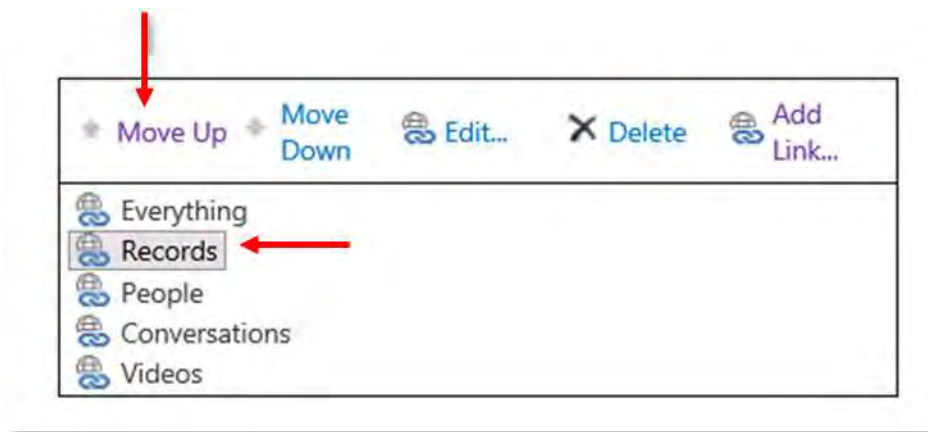 Move Up Move Down Edit... Delete Add Link...
Everything
Records
People
Conversations
Videos